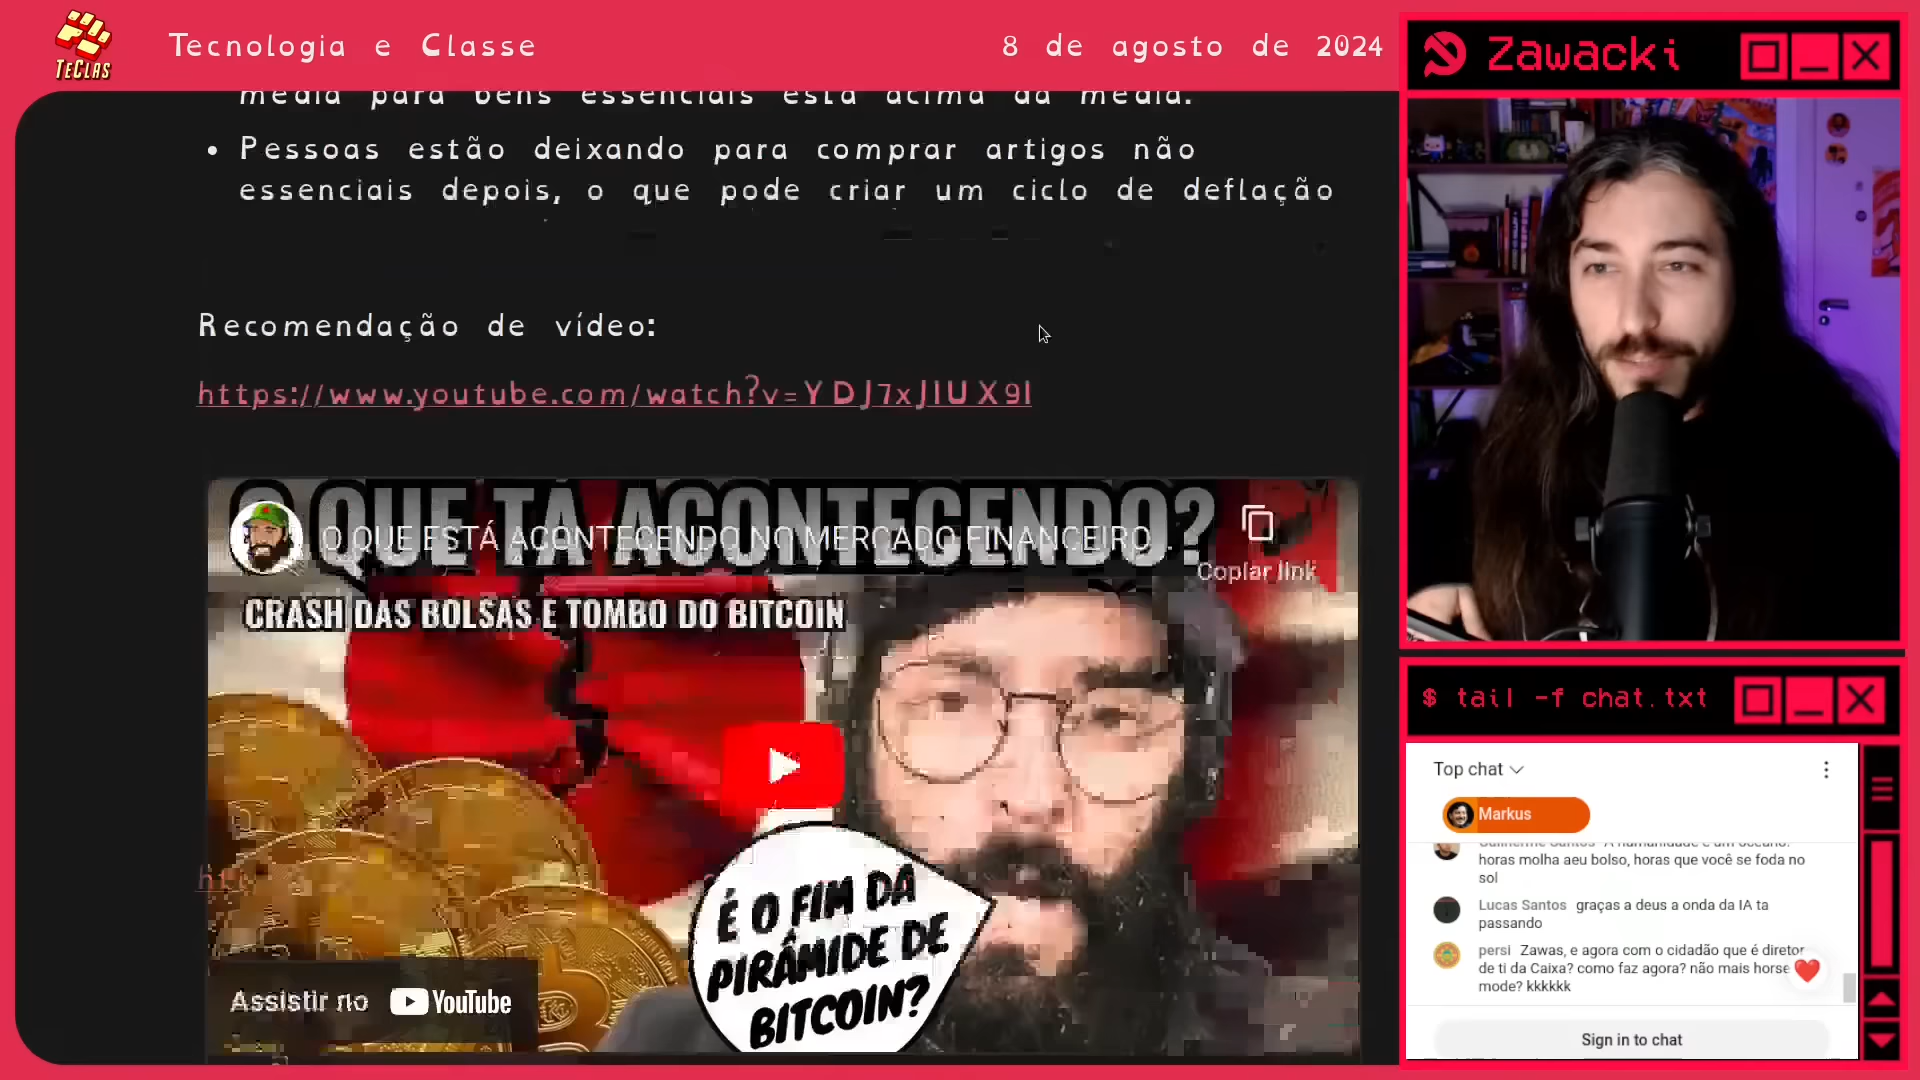 TECLAS
Tecnologia e Classe
8 de agosto de 2024
média para bens essenciais está acima da média.
• Pessoas estão deixando para comprar artigos não
essenciais depois, o que pode criar um ciclo de deflação
Recomendação de vídeo:
https://www.youtube.com/watch?v=YDJ7xJIUX9I
O QUE TÁ ACONTECENDO?
O QUE ESTÁ ACONTECENDO NO MERCADO FINANCEIRO...
Copiar link
CRASH DAS BOLSAS E TOMBO DO BITCOIN
É O FIM DA
PIRÂMIDE DE
BITCOIN?
Assistir no YouTube
Zawacki
$ tail -f chat.txt
Top chat
Markus
Guilherme Santos A humanidade é um oceano:
horas molha aeu bolso, horas que você se foda no
sol
Lucas Santos graças a deus a onda da IA ta
passando
persi Zawas, e agora com o cidadão que é diretor
de ti da Caixa? como faz agora? não mais horse
mode? kkkkkk
Sign in to chat